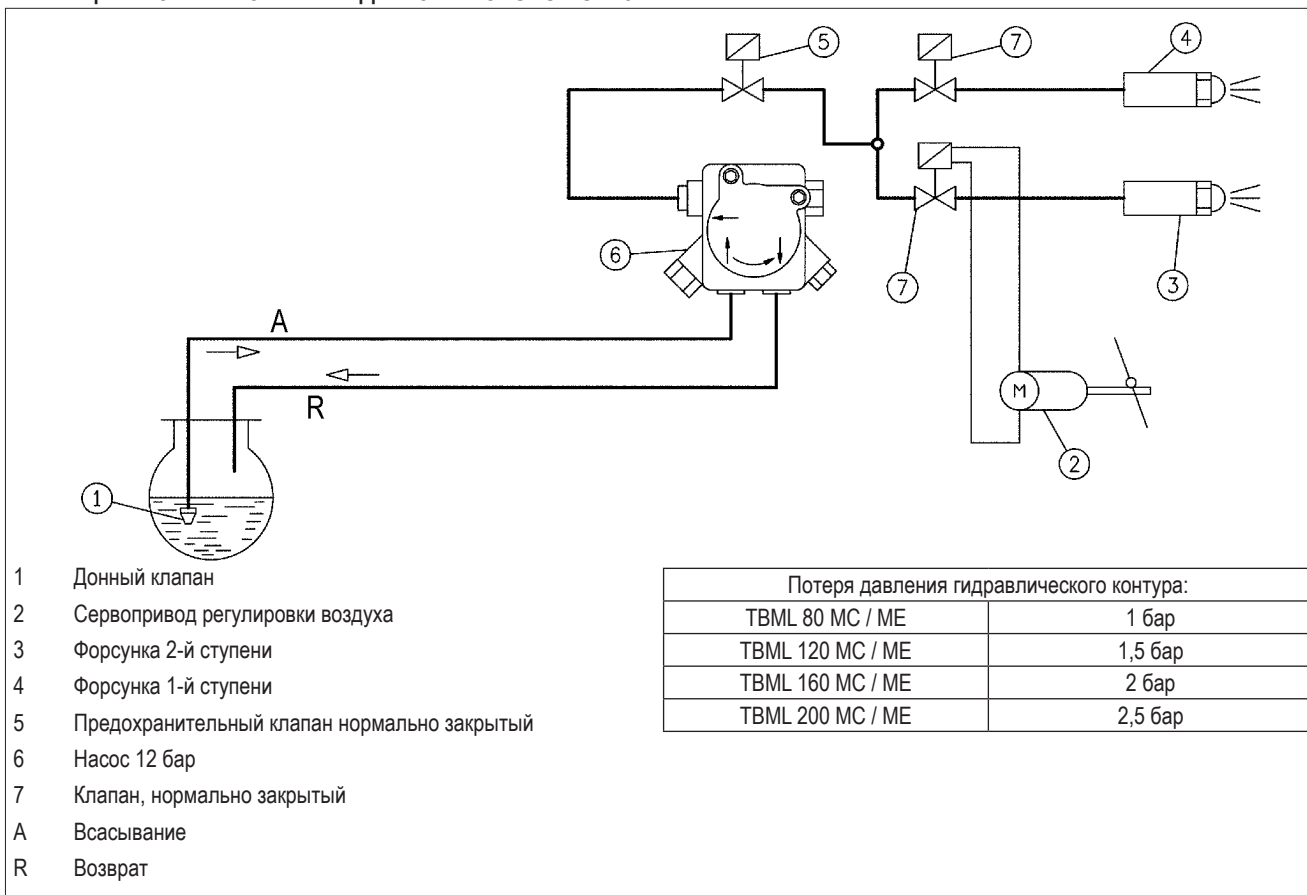 5
7
4
6
7
3
A
R
M
2
1
1 Донный клапан
2 Сервопривод регулировки воздуха
3 Форсунка 2-й ступени
4 Форсунка 1-й ступени
5 Предохранительный клапан нормально закрытый
6 Насос 12 бар
7 Клапан, нормально закрытый
A Всасывание
R Возврат
Потеря давления гидравлического контура:
TBML 80 MC / ME 1 бар
TBML 120 MC / ME 1,5 бар
TBML 160 MC / ME 2 бар
TBML 200 MC / ME 2,5 бар